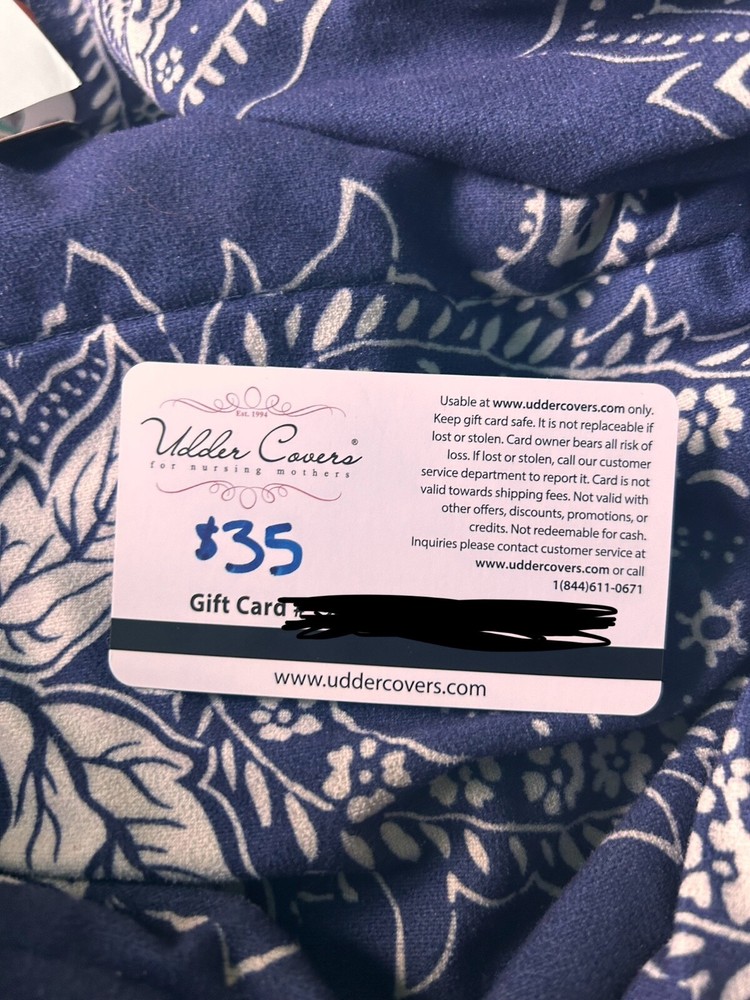 Est. 1994
Udder Covers®
for nursing mothers
$35
Gift Card
www.uddercovers.com
Usable at www.uddercovers.com only.
Keep gift card safe. It is not replaceable if
lost or stolen. Card owner bears all risk of
loss. If lost or stolen, call our customer
service department to report it. Card is not
valid towards shipping fees. Not valid with
other offers, discounts, promotions, or
credits. Not redeemable for cash.
Inquiries please contact customer service at
www.uddercovers.com or call
1(844)611-0671